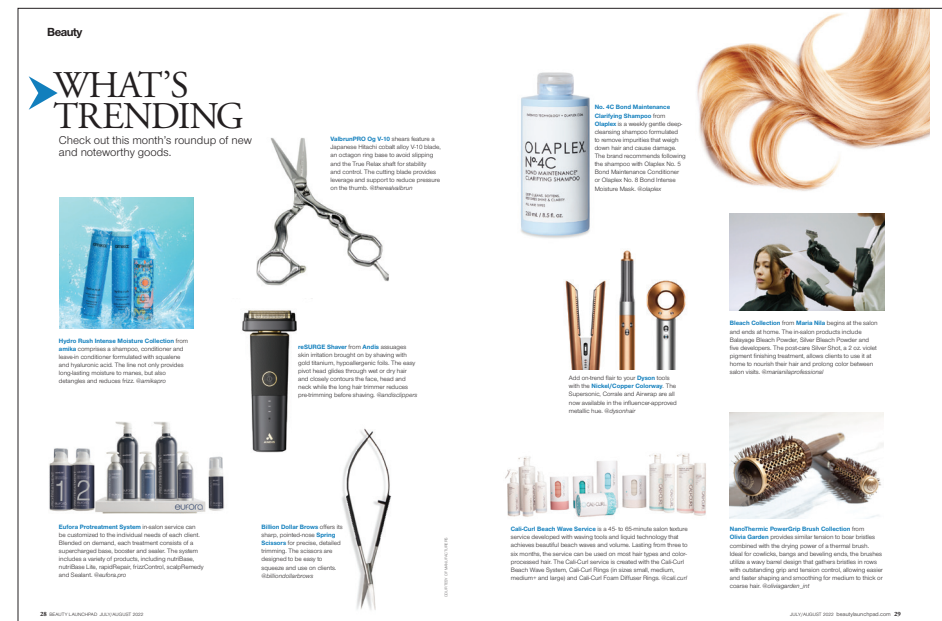 Beauty
WHAT'S
TRENDING
Check out this month's roundup of new
and noteworthy goods.
ValbrunPRO Og V-10 shears feature a
Japanese Hitachi cobalt alloy V-10 blade,
an octagon ring base to avoid slipping
and the True Relax shaft for stability
and control. The cutting blade provides
leverage and support to reduce pressure
on the thumb. @therealvalbrun
Hydro Rush Intense Moisture Collection from
amika comprises a shampoo, conditioner and
leave-in conditioner formulated with squalene
and hyaluronic acid. The line not only provides
long-lasting moisture to manes, but also
detangles and reduces frizz. @amikapro
reSURGE Shaver from Andis assuages
skin irritation brought on by shaving with
gold titanium, hypoallergenic foils. The easy
pivot head glides through wet or dry hair
and closely contours the face, head and
neck while the long hair trimmer reduces
pre-trimming before shaving. @andisclippers
1
2
eufora
Eufora Pretreatment System in-salon service can
be customized to the individual needs of each client.
Blended on demand, each treatment consists of a
supercharged base, booster and sealer. The system
includes a variety of products, including nutriBase,
nutriBase Lite, rapidRepair, frizzControl, scalpRemedy
and Sealant. @eufora.pro
Billion Dollar Brows offers its
sharp, pointed-nose Spring
Scissors for precise, detailed
trimming. The scissors are
designed to be easy to
squeeze and use on clients.
@billiondollarbrows
COURTESY OF MANUFACTURERS
28 BEAUTY LAUNCHPAD JULY/AUGUST 2023
OLAPLEX
Nº.4C
BOND MAINTENANCE
CLARIFYING SHAMPOO
250 mL / 8.5 fl. oz.
No. 4C Bond Maintenance
Clarifying Shampoo from
Olaplex is a weekly gentle deep-
cleansing shampoo formulated
to remove impurities that weigh
down hair and cause damage.
The brand recommends following
the shampoo with Olaplex No. 5
Bond Maintenance Conditioner
or Olaplex No. 8 Bond Intense
Moisture Mask. @olaplex
Add on-trend flair to your Dyson tools
with the Nickel/Copper Colorway. The
Supersonic, Corrale and Airwrap are all
now available in the influencer-approved
metallic hue. @dysonhair
Bleach Collection from Maria Nila begins at the salon
and ends at home. The in-salon products include
Balayage Bleach Powder, Silver Bleach Powder and
five developers. The post-care Silver Shot, a 2 oz. violet
pigment finishing treatment, allows clients to use it at
home to nourish their hair and prolong color between
salon visits. @marianilaprofessional
Cali-Curl Beach Wave Service is a 45- to 65-minute salon texture
service developed with waving tools and liquid technology that
achieves beautiful beach waves and volume. Lasting from three to
six months, the service can be used on most hair types and color-
processed hair. The Cali-Curl service is created with the Cali-Curl
Beach Wave System, Cali-Curl Rings (in sizes small, medium,
medium+ and large) and Cali-Curl Foam Diffuser Rings. @cali.curl
NanoThermic PowerGrip Brush Collection from
Olivia Garden provides similar tension to boar bristles
combined with the drying power of a thermal brush.
Ideal for cowlicks, bangs and beveling ends, the brushes
utilize a wavy barrel design that gathers bristles in rows
with outstanding grip and tension control, allowing easier
and faster shaping and smoothing for medium to thick or
coarse hair. @oliviagarden_int
JULY/AUGUST 2023 beautylaunchpad.com 29